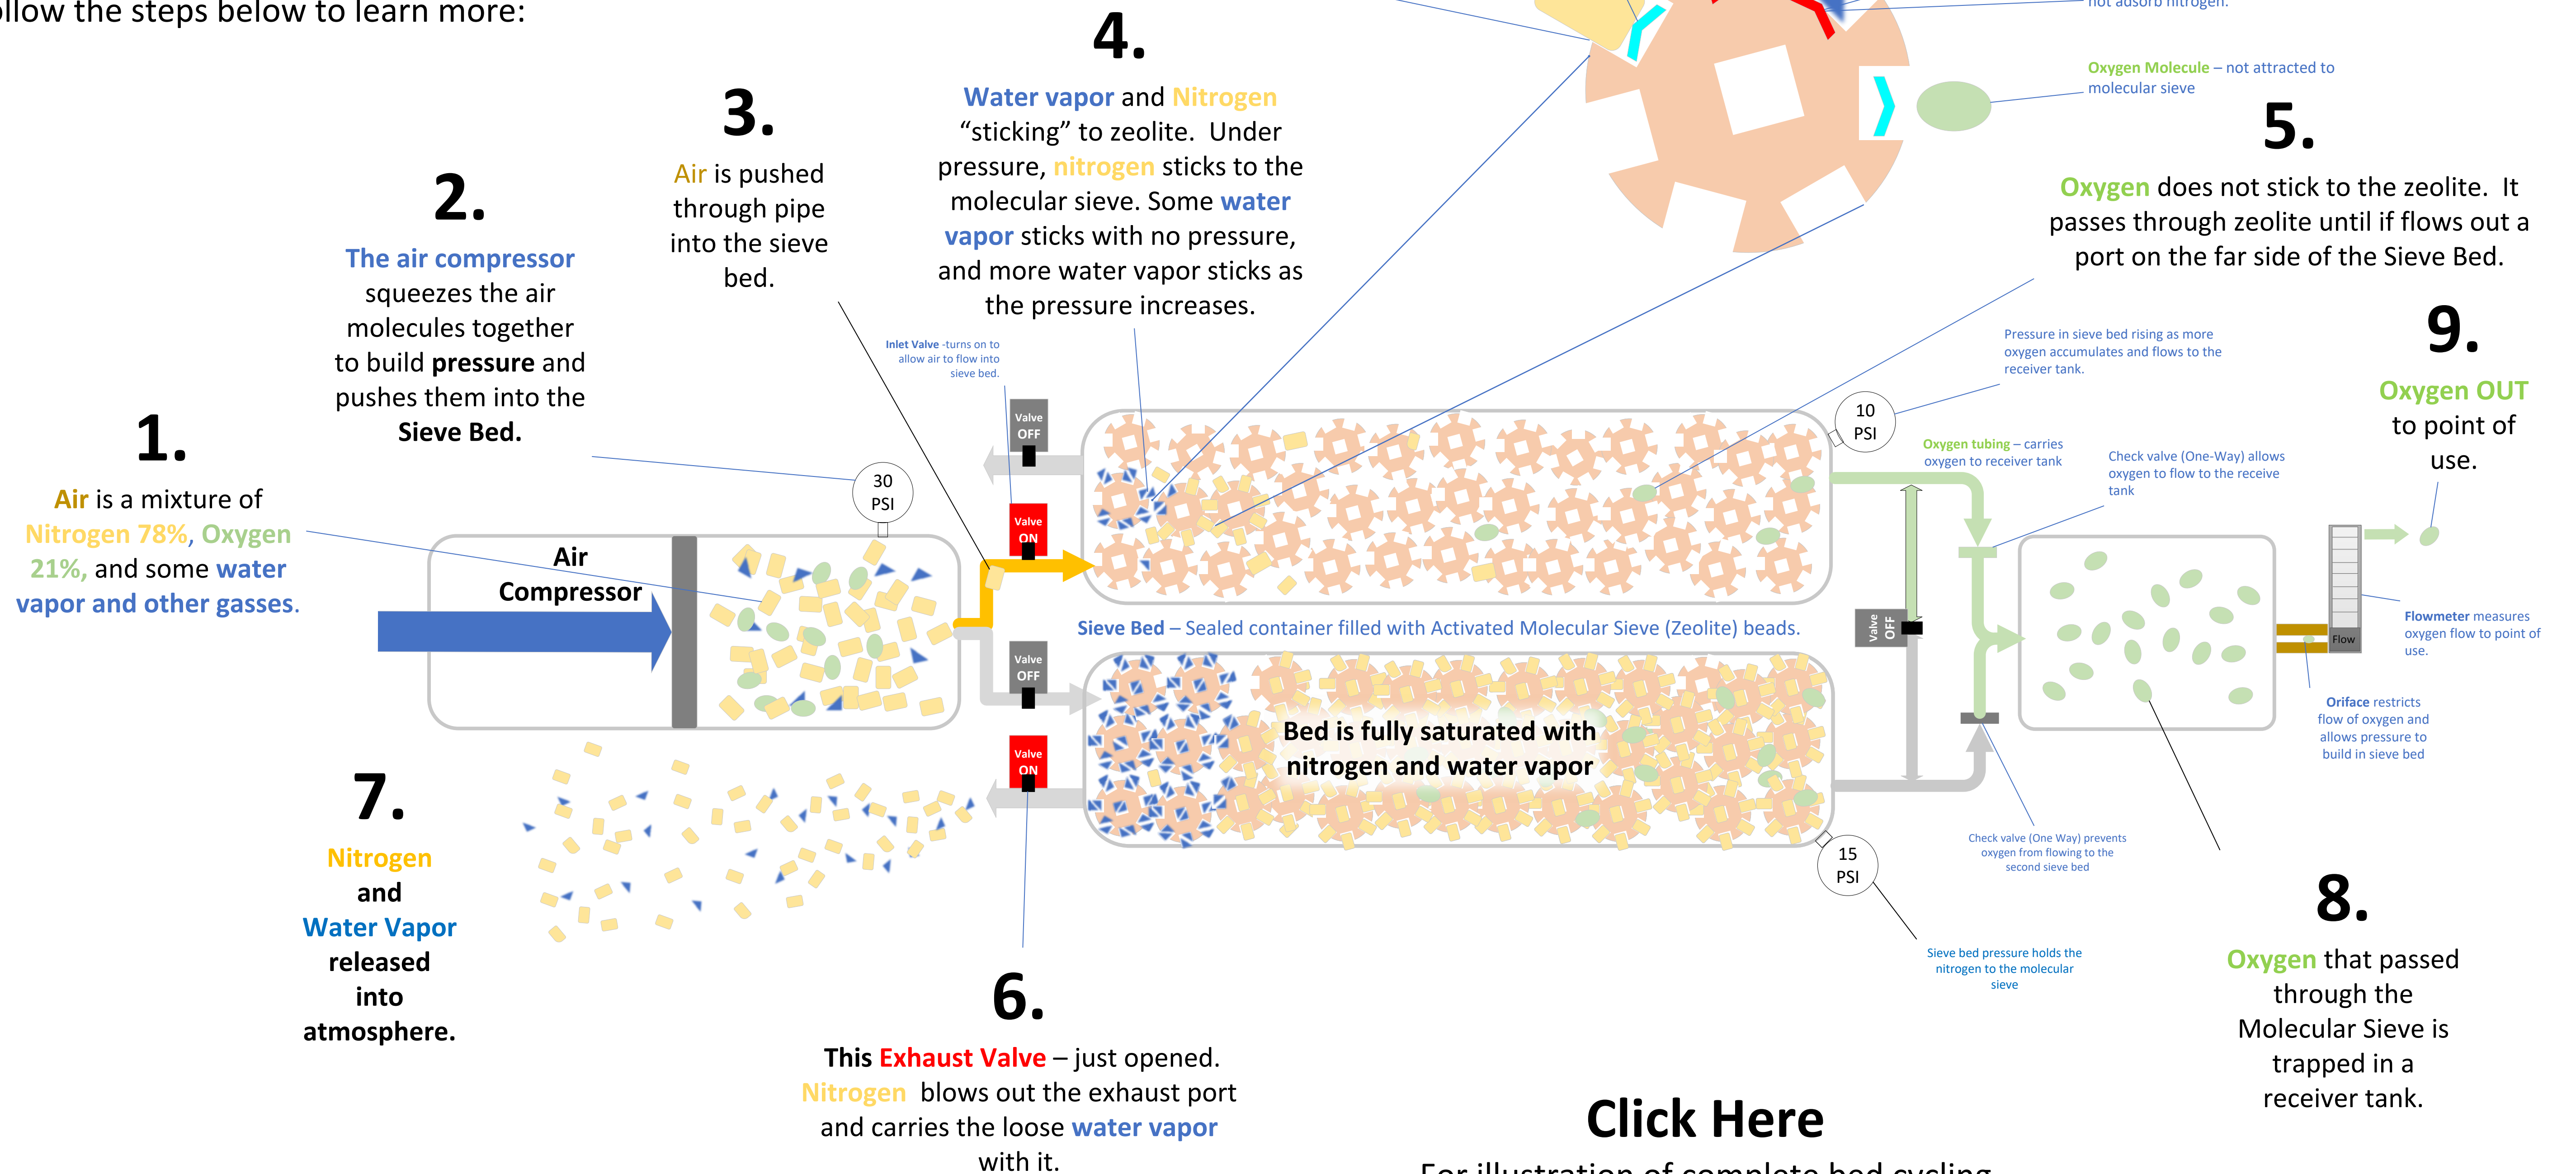 ollow the steps below to learn more:
not adsorb nitrogen.
Oxygen Molecule – not attracted to
molecular sieve
1.
Air is a mixture of
Nitrogen 78%, Oxygen
21%, and some water
vapor and other gasses.
2.
The air compressor
squeezes the air
molecules together
to build pressure and
pushes them into the
Sieve Bed.
3.
Air is pushed
through pipe
into the sieve
bed.
4.
Water vapor and Nitrogen
“sticking” to zeolite.  Under
pressure, nitrogen sticks to the
molecular sieve. Some water
vapor sticks with no pressure,
and more water vapor sticks as
the pressure increases.
5.
Oxygen does not stick to the zeolite.  It
passes through zeolite until if flows out a
port on the far side of the Sieve Bed.
Inlet Valve -turns on to
allow air to flow into
sieve bed.
Pressure in sieve bed rising as more
oxygen accumulates and flows to the
receiver tank.
9.
Oxygen OUT
to point of
use.
Valve
OFF
10
PSI
Oxygen tubing – carries
oxygen to receiver tank
Check valve (One-Way) allows
oxygen to flow to the receive
tank
30
PSI
Valve
ON
Air
Compressor
Sieve Bed – Sealed container filled with Activated Molecular Sieve (Zeolite) beads.
Valve
OFF
Valve
OFF
Flow
Flowmeter measures
oxygen flow to point of
use.
Oriface restricts
flow of oxygen and
allows pressure to
build in sieve bed
Bed is fully saturated with
nitrogen and water vapor
Valve
ON
15
PSI
Check valve (One Way) prevents
oxygen from flowing to the
second sieve bed
Sieve bed pressure holds the
nitrogen to the molecular
sieve
7.
Nitrogen
and
Water Vapor
released
into
atmosphere.
6.
This Exhaust Valve – just opened.
Nitrogen  blows out the exhaust port
and carries the loose water vapor
with it.
8.
Oxygen that passed
through the
Molecular Sieve is
trapped in a
receiver tank.
Click Here
For illustration of complete bed cycling